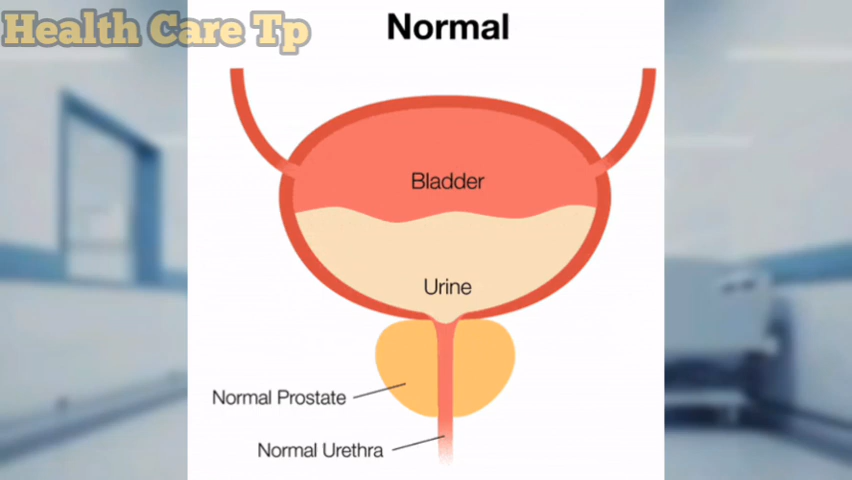 Health Care Tp
Normal
Bladder
Urine
Normal Prostate
Normal Urethra